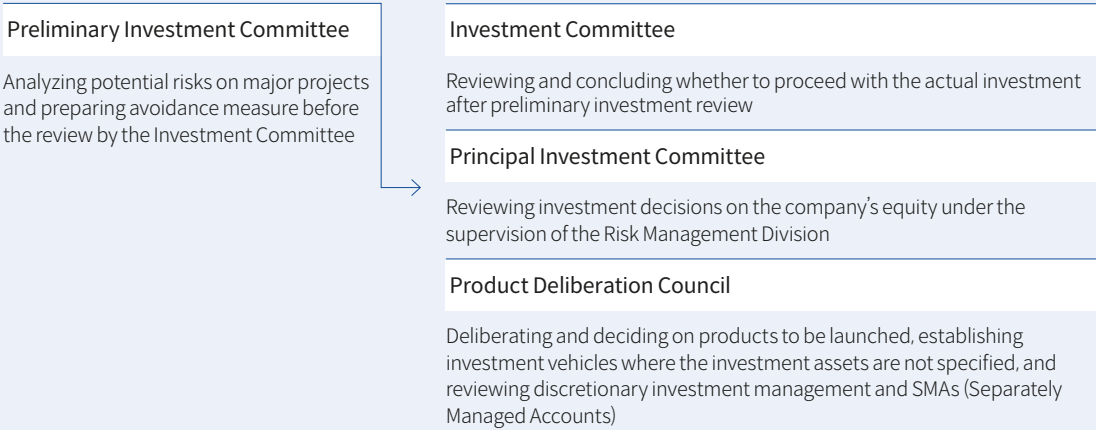 Preliminary Investment Committee
Analyzing potential risks on major projects
and preparing avoidance measure before
the review by the Investment Committee
Investment Committee
Reviewing and concluding whether to proceed with the actual investment
after preliminary investment review
Principal Investment Committee
Reviewing investment decisions on the company's equity under the
supervision of the Risk Management Division
Product Deliberation Council
Deliberating and deciding on products to be launched, establishing
investment vehicles where the investment assets are not specified, and
reviewing discretionary investment management and SMAs (Separately
Managed Accounts)